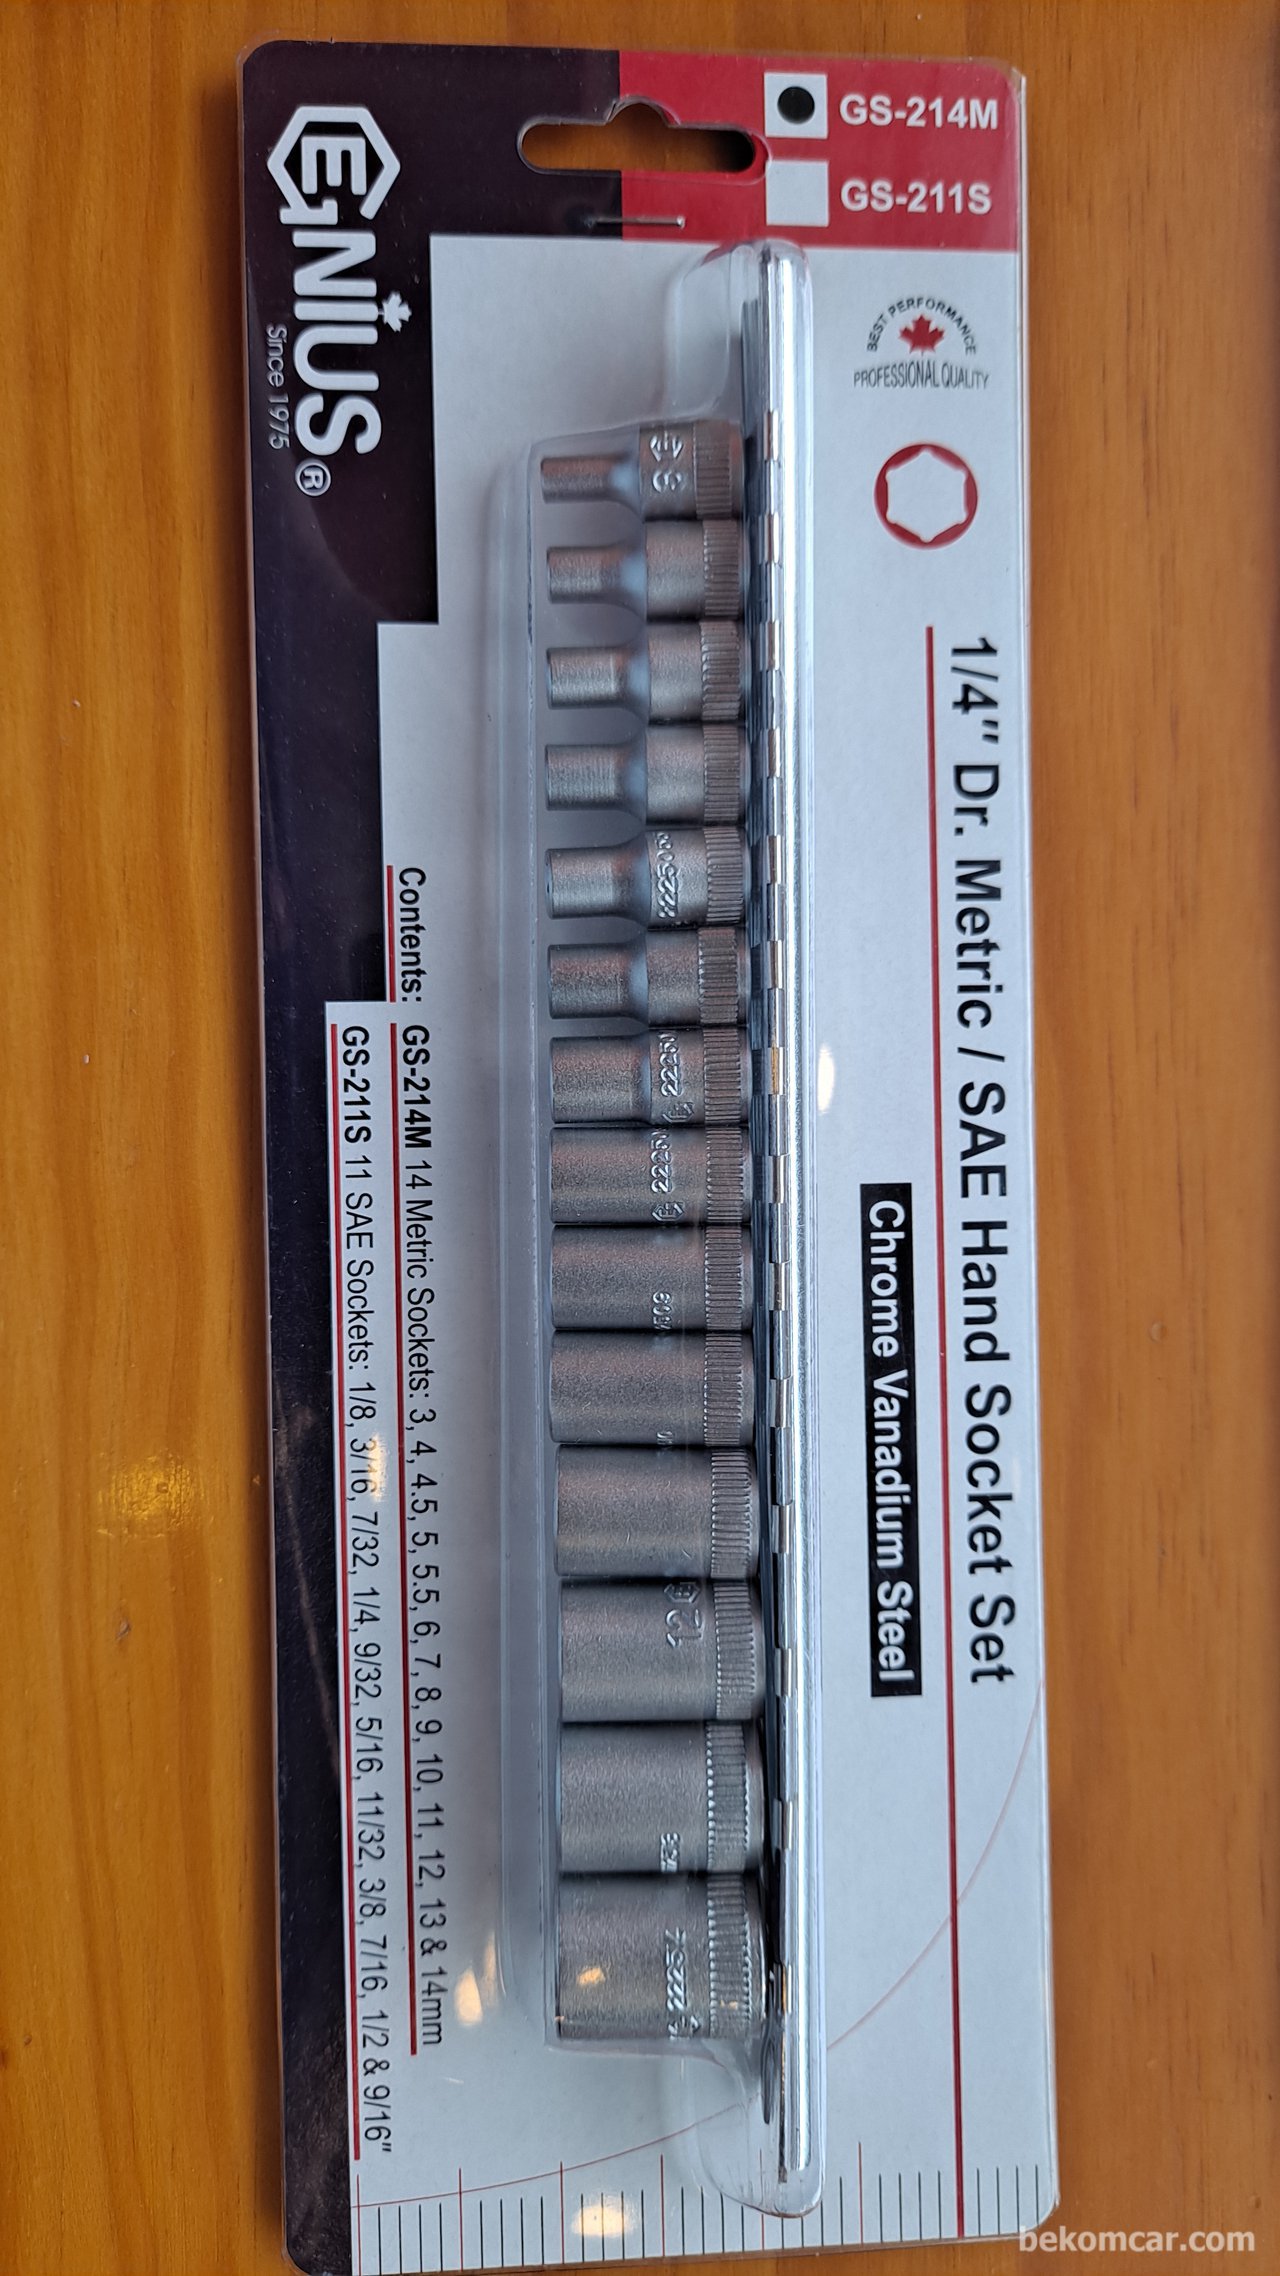 GS-214M
GS-211S
GENIUS®
Since 1975
BEST PERFORMANCE
PROFESSIONAL QUALITY
1/4" Dr. Metric / SAE Hand Socket Set
Chrome Vanadium Steel
3
12
Contents: GS-214M 14 Metric Sockets: 3, 4, 4.5, 5, 5.5, 6, 7, 8, 9, 10, 11, 12, 13 & 14mm
GS-211S 11 SAE Sockets: 1/8, 3/16, 7/32, 1/4, 9/32, 5/16, 11/32, 3/8, 7/16, 1/2 & 9/16"
bekomcar.com